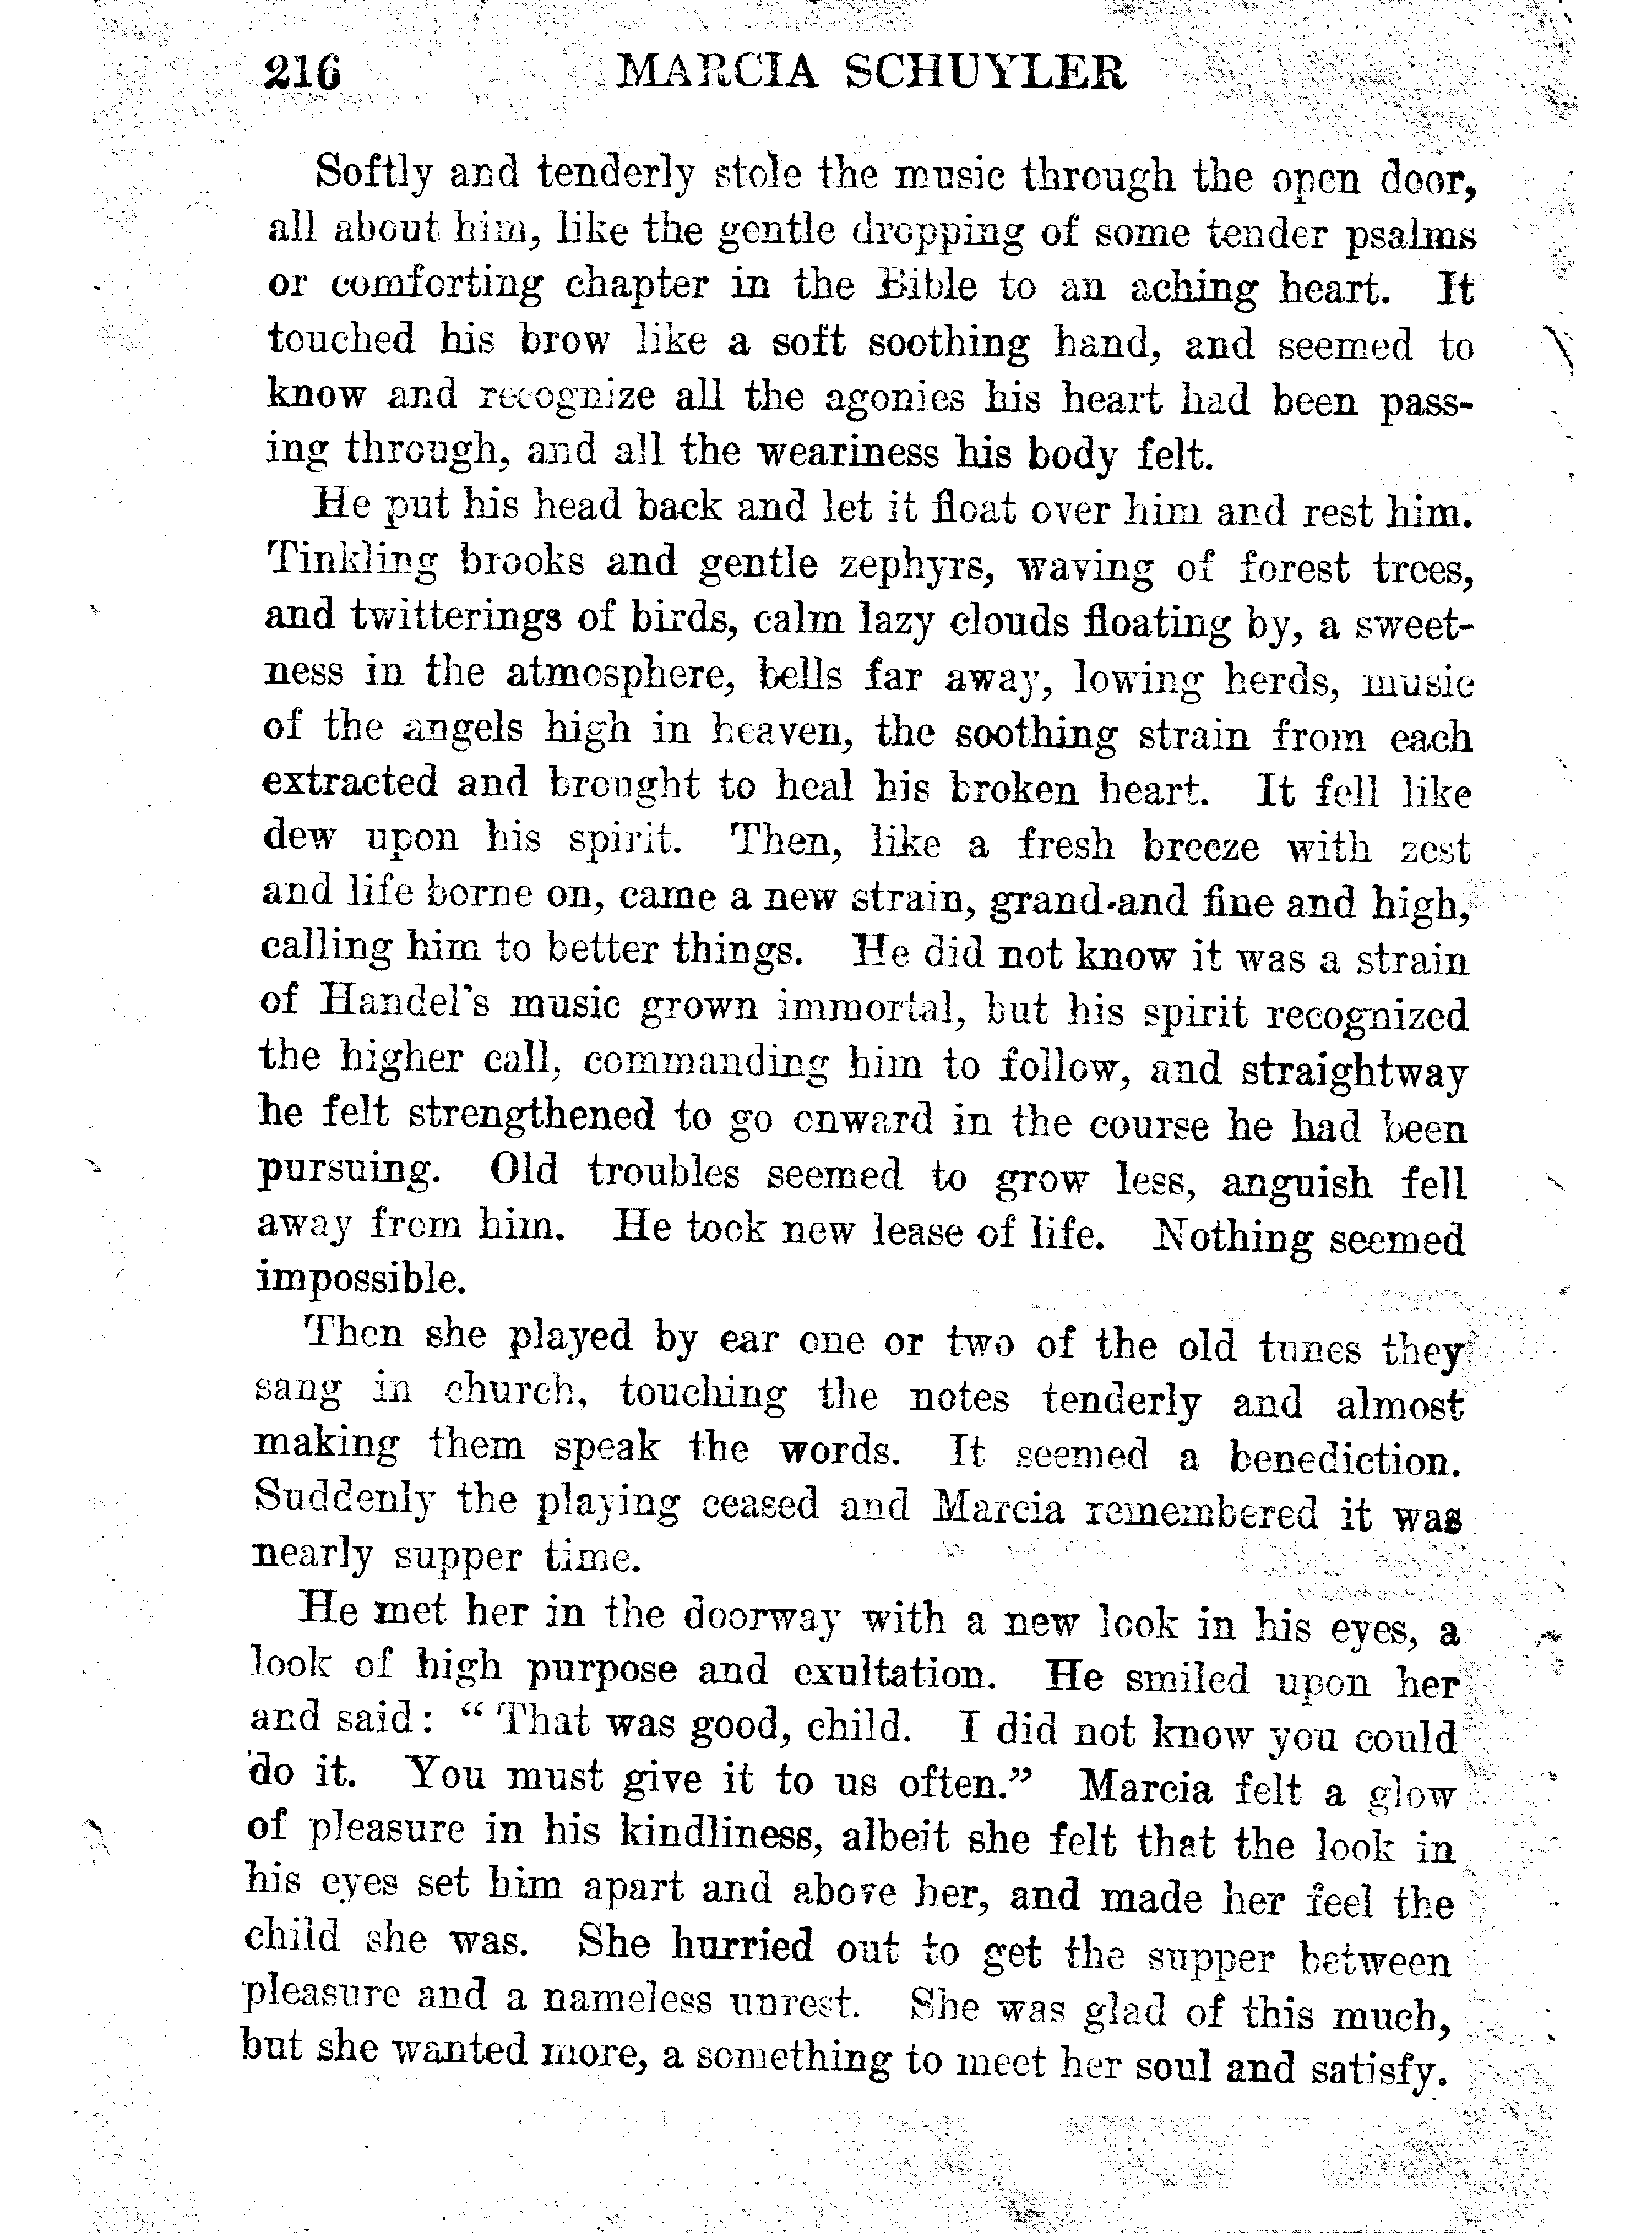 216 MARCIA SCHUYLER
Softly and tenderly stole the music through the open door,
all about him, like the gentle dropping of some tender psalms
or comforting chapter in the Bible to an aching heart. It
touched his brow like a soft soothing hand, and seemed to
know and recognize all the agonies his heart had been pass-
ing through, and all the weariness his body felt.
He put his head back and let it float over him and rest him.
Tinkling brooks and gentle zephyrs, waving of forest trees,
and twitterings of birds, calm lazy clouds floating by, a sweet-
ness in the atmosphere, bells far away, lowing herds, music
of the angels high in heaven, the soothing strain from each
extracted and brought to heal his broken heart. It fell like
dew upon his spirit. Then, like a fresh breeze with zest
and life borne on, came a new strain, grand and fine and high,
calling him to better things. He did not know it was a strain
of Handel's music grown immortal, but his spirit recognized
the higher call, commanding him to follow, and straightway
he felt strengthened to go onward in the course he had been
pursuing. Old troubles seemed to grow less, anguish fell
away from him. He took new lease of life. Nothing seemed
impossible.
Then she played by ear one or two of the old tunes they
sang in church, touching the notes tenderly and almost
making them speak the words. It seemed a benediction.
Suddenly the playing ceased and Marcia remembered it was
nearly supper time.
He met her in the doorway with a new look in his eyes, a
look of high purpose and exultation. He smiled upon her
and said: "That was good, child. I did not know you could
do it. You must give it to us often." Marcia felt a glow
of pleasure in his kindliness, albeit she felt that the look in
his eyes set him apart and above her, and made her feel the
child she was. She hurried out to get the supper between
pleasure and a nameless unrest. She was glad of this much,
but she wanted more, a something to meet her soul and satisfy.